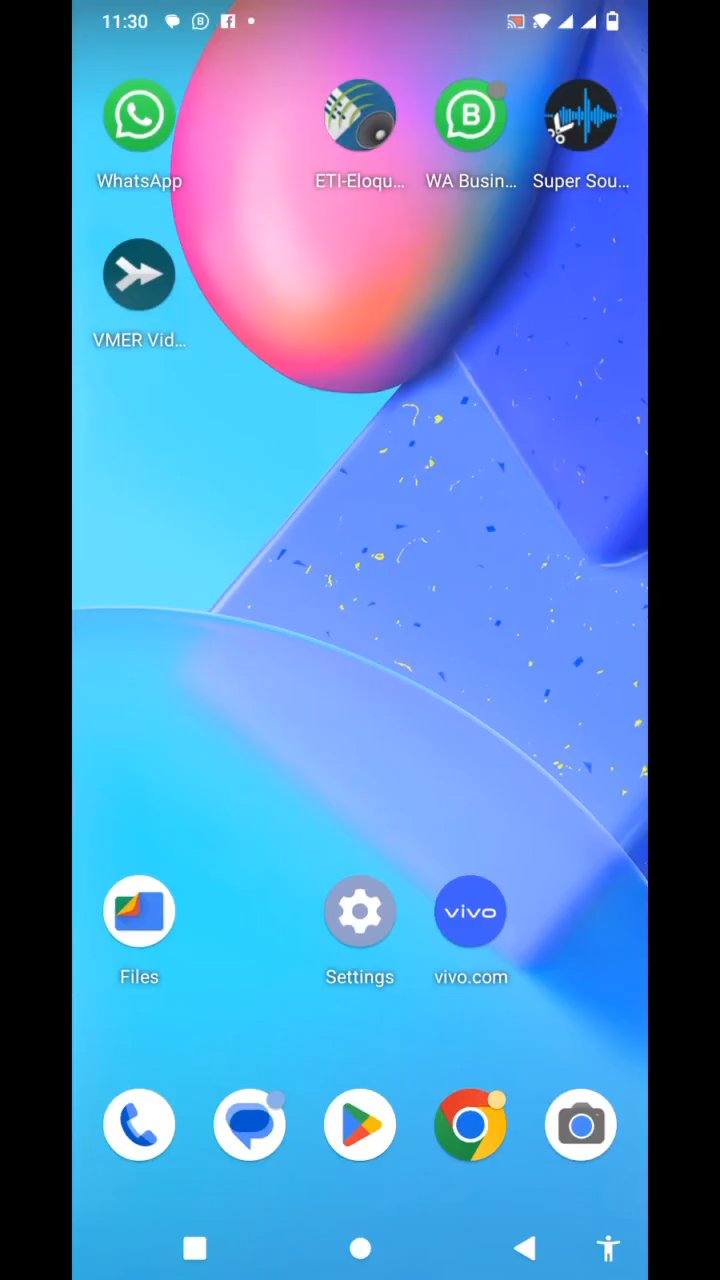 11:30
WhatsApp
ETI-Eloqu...
WA Busin...
Super Sou...
VMER Vid...
vivo
Files
Settings
vivo.com